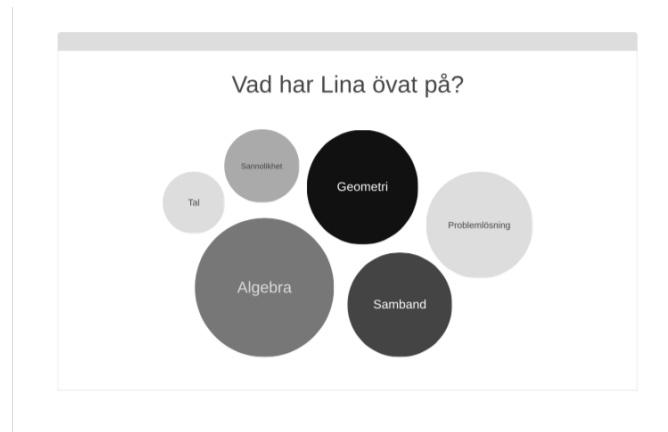 Vad har Lina övat på?
Sannolikhet
Geometri
Tal
Problemlösning
Algebra
Samband